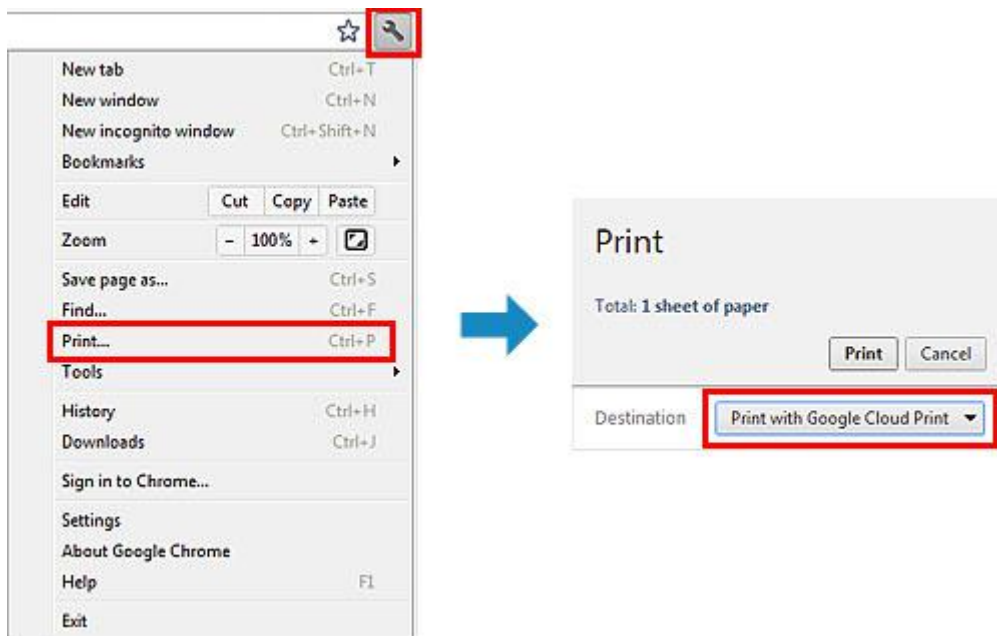 New tab Ctrl+T
New window Ctrl+N
New incognito window Ctrl+Shift+N
Bookmarks
Edit Cut Copy Paste
Zoom - 100% +
Save page as... Ctrl+S
Find... Ctrl+F
Print... Ctrl+P
Tools
History Ctrl+H
Downloads Ctrl+J
Sign in to Chrome...
Settings
About Google Chrome
Help F1
Exit
Print
Total: 1 sheet of paper
Print Cancel
Destination Print with Google Cloud Print